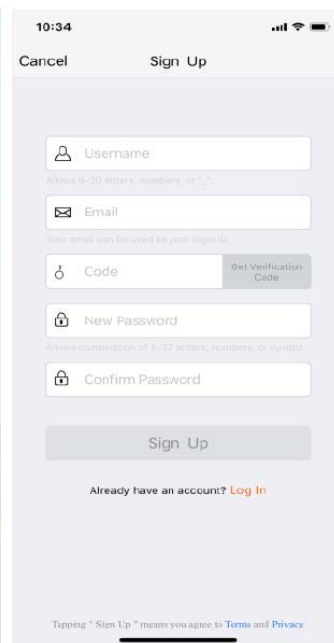 10:34
Cancel Sign Up
Username
Allows 6-20 letters, numbers, or "_".
Email
Your email can be used as your login ID.
Code
Get Verification
Code
New Password
Allows combination of 8-32 letters, numbers, or symbol.
Confirm Password
Sign Up
Already have an account? Log In
Tapping " Sign Up " means you agree to Terms and Privacy